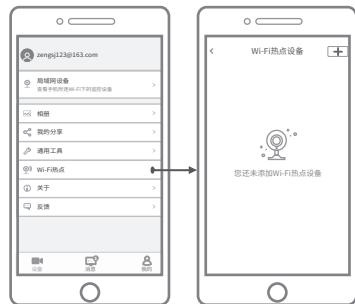 zengsj123@163.com
局域网设备
查看手机所连Wi-Fi下的监控设备
相册
我的分享
通用工具
Wi-Fi热点
关于
反馈
设备
消息
我的
Wi-Fi热点设备
您还未添加Wi-Fi热点设备